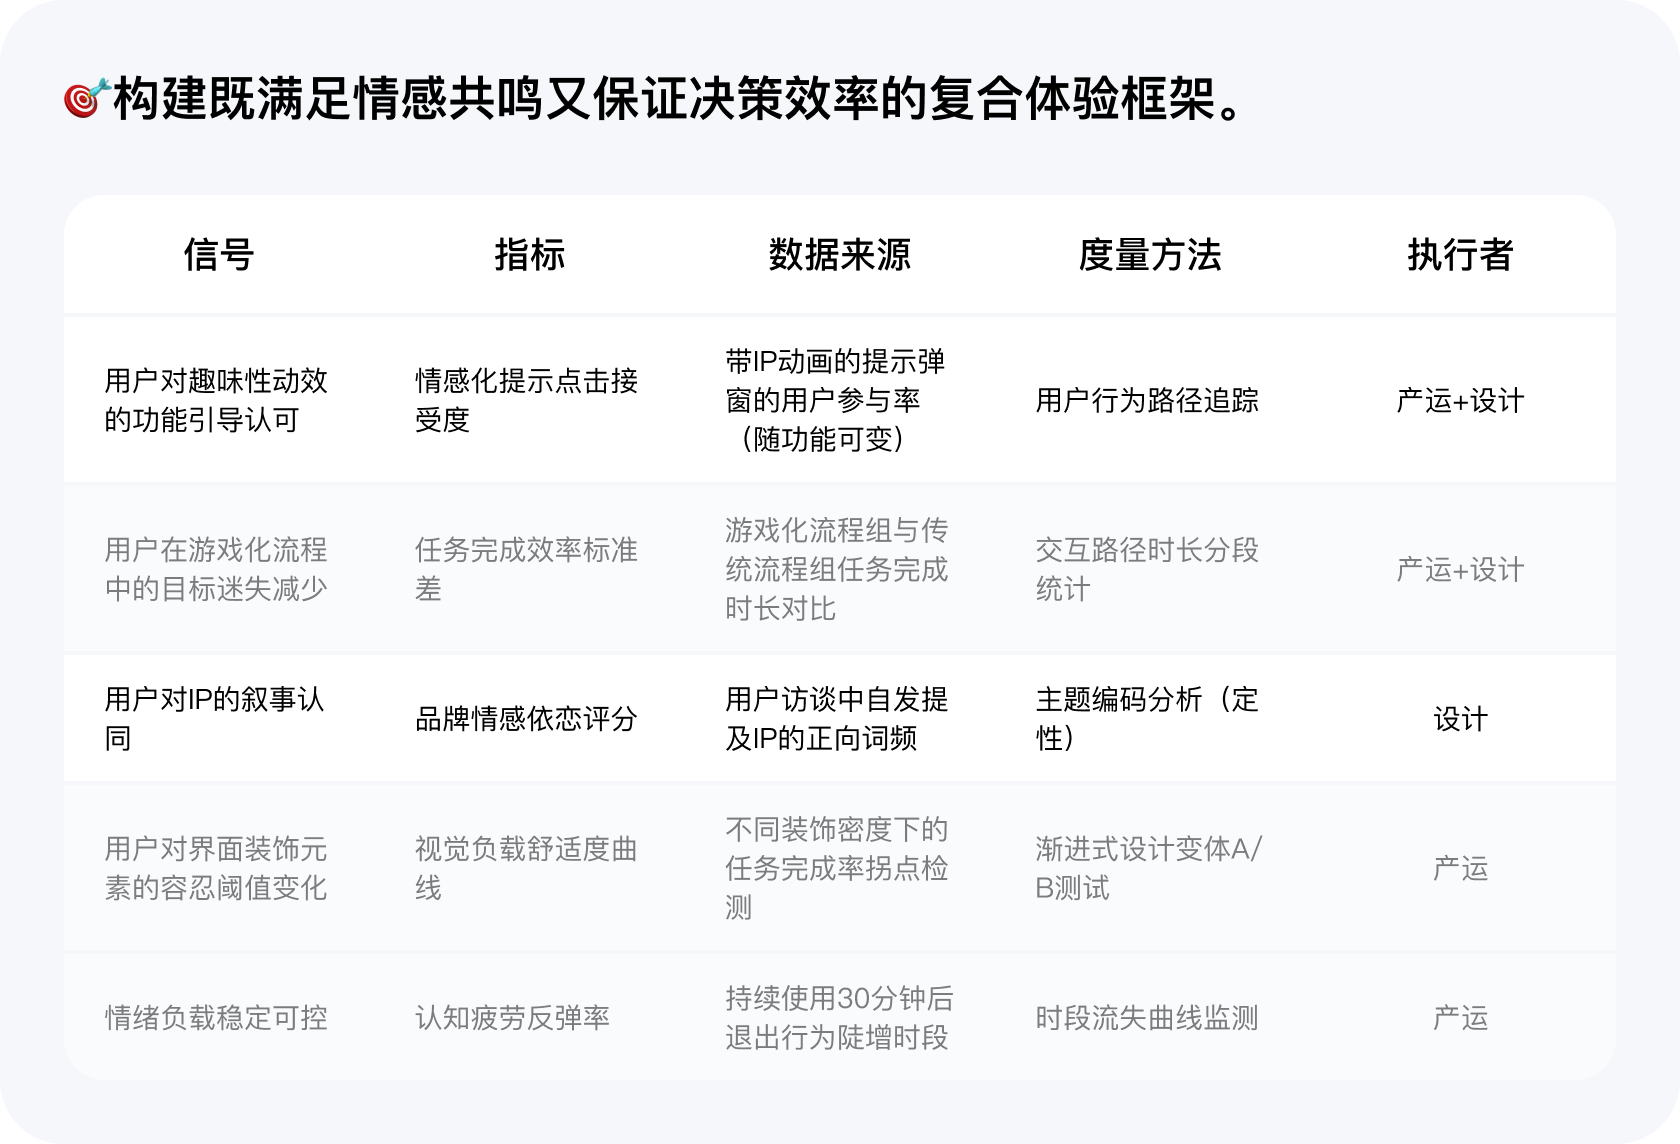 🎯构建既满足情感共鸣又保证决策效率的复合体验框架。
信号
指标
数据来源
度量方法
执行者
用户对趣味性动效
的功能引导认可
情感化提示点击接
受度
带IP动画的提示弹
窗的用户参与率
（随功能可变）
用户行为路径追踪
产运+设计
用户在游戏化流程
中的目标迷失减少
任务完成效率标准
差
游戏化流程组与传
统流程组任务完成
时长对比
交互路径时长分段
统计
产运+设计
用户对IP的叙事认
同
品牌情感依恋评分
用户访谈中自发提
及IP的正向词频
主题编码分析（定
性）
设计
用户对界面装饰元
素的容忍阈值变化
视觉负载舒适度曲
线
不同装饰密度下的
任务完成率拐点检
测
渐进式设计变体A/
B测试
产运
情绪负载稳定可控
认知疲劳反弹率
持续使用30分钟后
退出行为陡增时段
时段流失曲线监测
产运